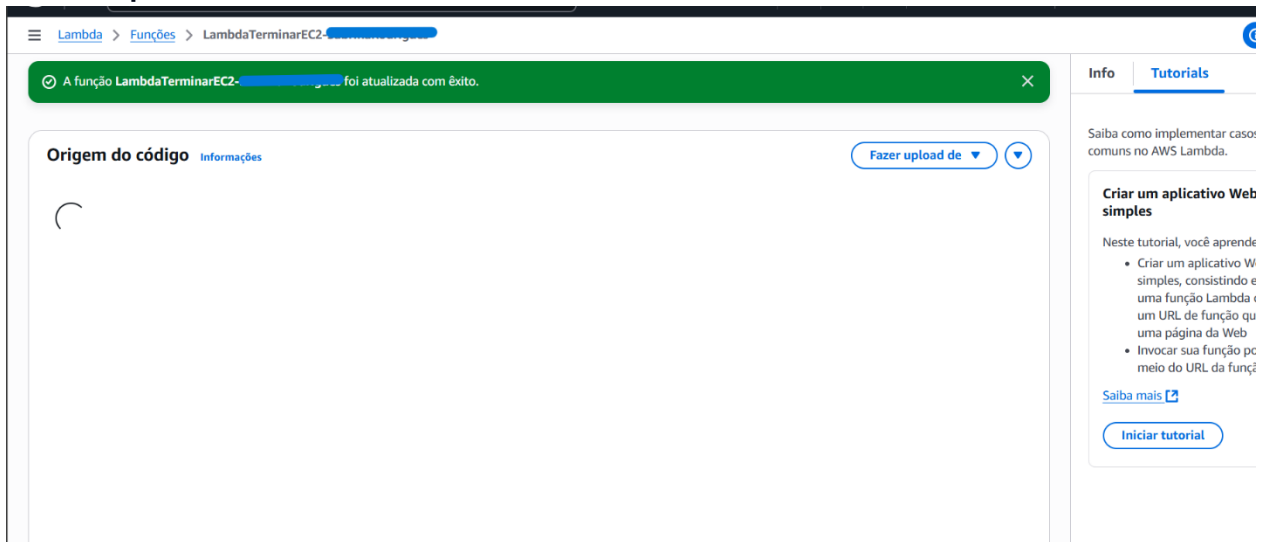 Lambda > Funções > LambdaTerminarEC2-
A função LambdaTerminarEC2- foi atualizada com êxito.
Info Tutorials
Origem do código Informações
Fazer upload de
Saiba como implementar casos
comuns no AWS Lambda.
Criar um aplicativo Web
simples
Neste tutorial, você aprende
Criar um aplicativo W
simples, consistindo e
uma função Lambda
um URL de função qu
uma página da Web
Invocar sua função po
meio do URL da funçã
Saiba mais
Iniciar tutorial